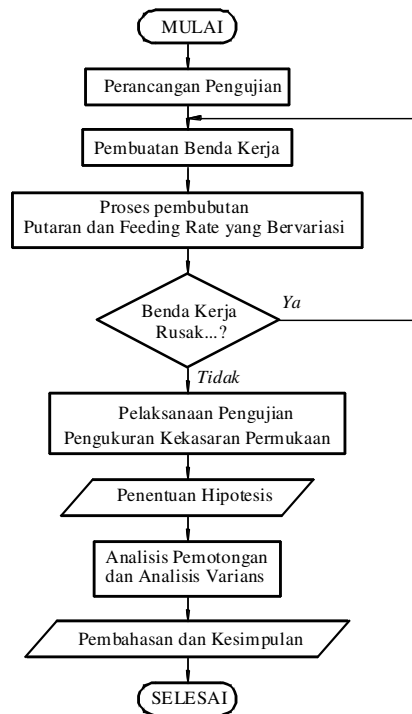 MULAI
Perancangan Pengujian
Pembuatan Benda Kerja
Proses pembubutan
Putaran dan Feeding Rate yang Bervariasi
Benda Kerja
Rusak...?
Ya
Tidak
Pelaksanaan Pengujian
Pengukuran Kekasaran Permukaan
Penentuan Hipotesis
Analisis Pemotongan
dan Analisis Varians
Pembahasan dan Kesimpulan
SELESAI